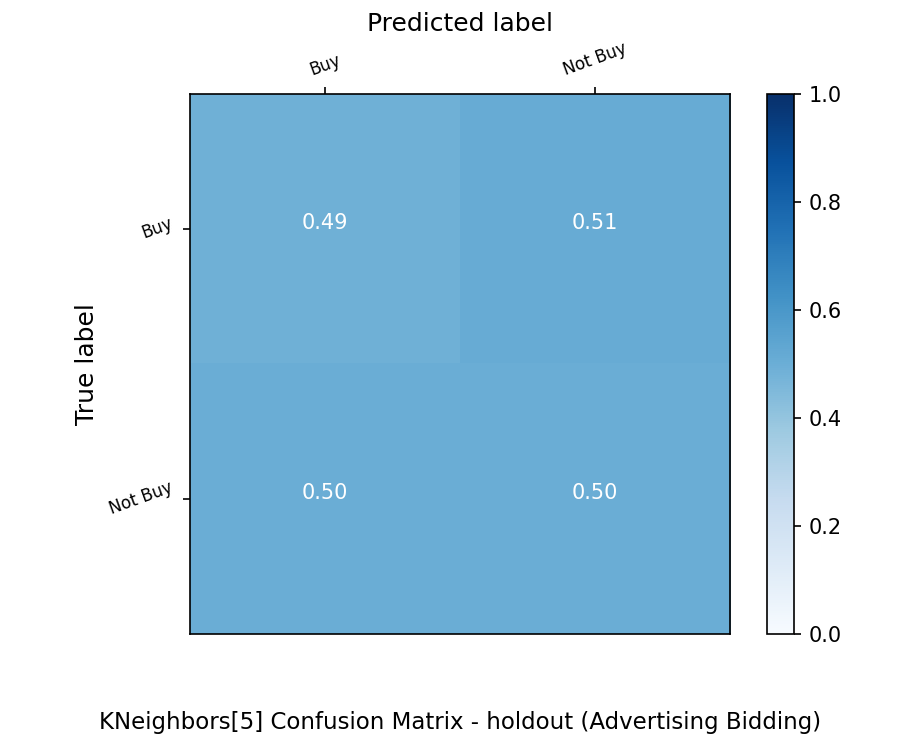 Predicted label
Buy
Not Buy
1.0
0.8
0.6
0.4
0.2
0.0
True label
Buy
0.49
0.51
Not Buy
0.50
0.50
KNeighbors[5] Confusion Matrix - holdout (Advertising Bidding)